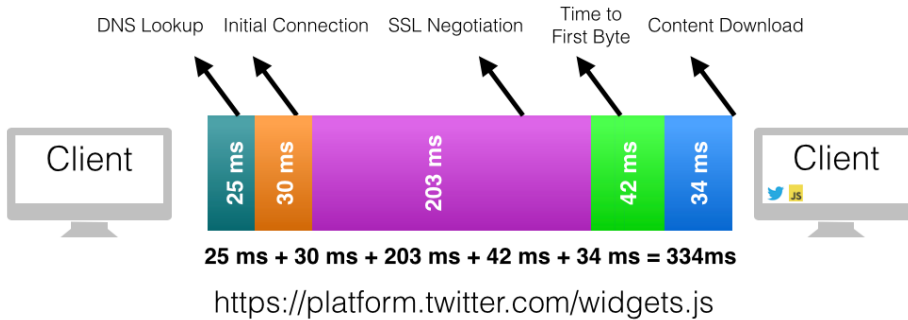 DNS Lookup
Initial Connection
SSL Negotiation
Time to
First Byte
Content Download
Client
25 ms
30 ms
203 ms
42 ms
34 ms
Client
JS
25 ms + 30 ms + 203 ms + 42 ms + 34 ms = 334ms
https://platform.twitter.com/widgets.js